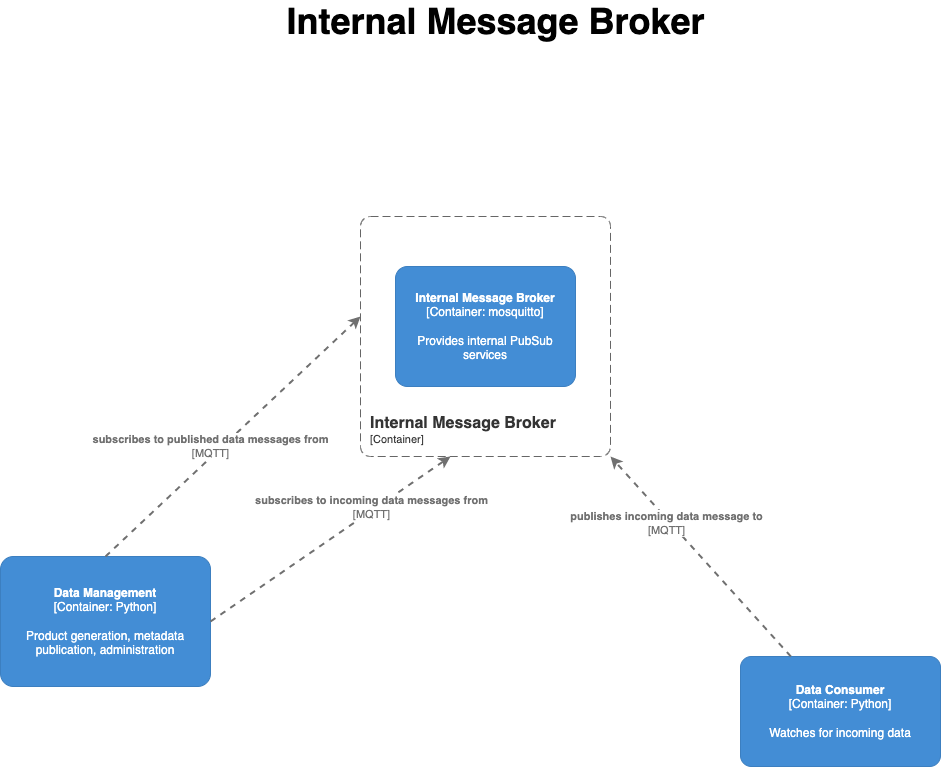 Internal Message Broker
Internal Message Broker
[Container: mosquitto]
Provides internal PubSub
services
Internal Message Broker
[Container]
subscribes to published data messages from
[MQTT]
subscribes to incoming data messages from
[MQTT]
publishes incoming data message to
[MQTT]
Data Management
[Container: Python]
Product generation, metadata
publication, administration
Data Consumer
[Container: Python]
Watches for incoming data